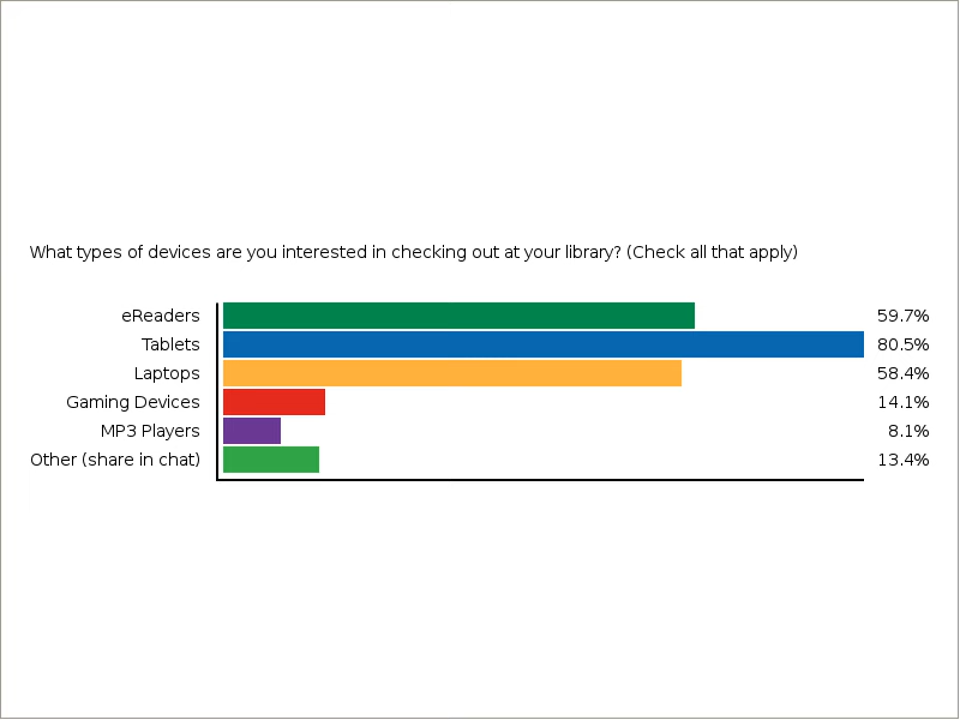 What types of devices are you interested in checking out at your library? (Check all that apply)
eReaders 59.7%
Tablets 80.5%
Laptops 58.4%
Gaming Devices 14.1%
MP3 Players 8.1%
Other (share in chat) 13.4%